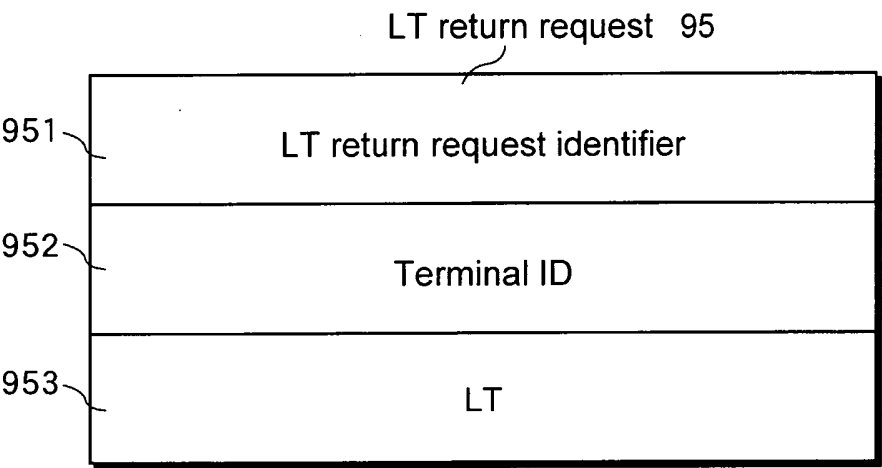 LT return request 95
951 LT return request identifier
952 Terminal ID
953 LT